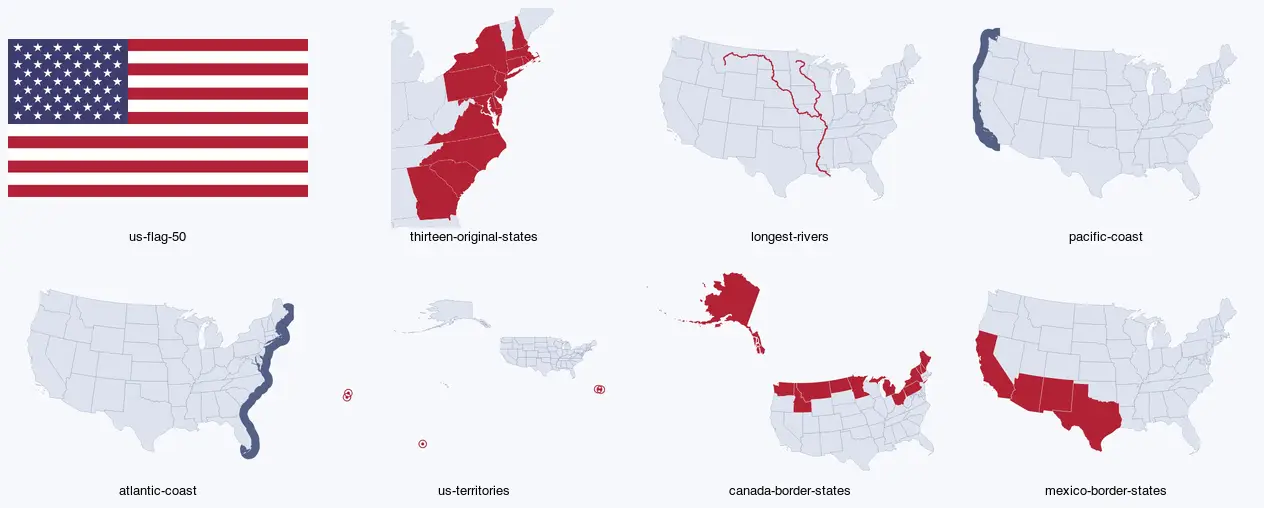 us-flag-50
thirteen-original-states
longest-rivers
pacific-coast
atlantic-coast
us-territories
canada-border-states
mexico-border-states